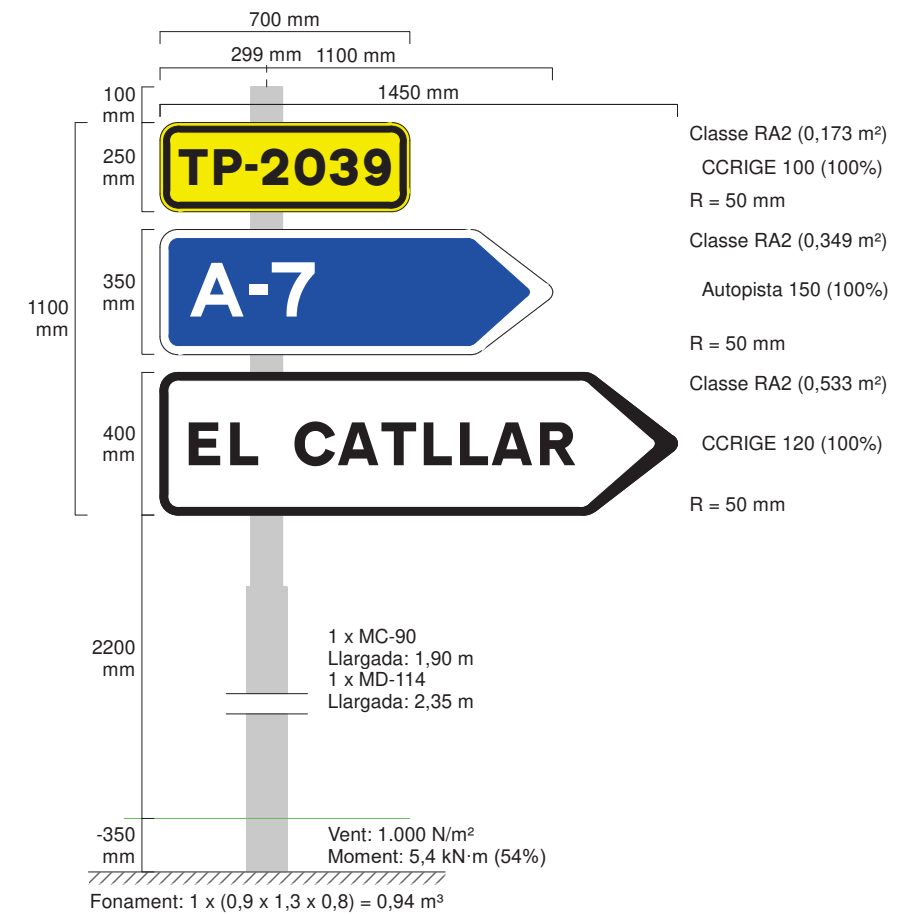 700 mm
299 mm 1100 mm
1450 mm
100
mm
250
mm
TP-2039
Classe RA2 (0,173 m²)
CCRIGE 100 (100%)
R = 50 mm
350
mm
A-7
Classe RA2 (0,349 m²)
Autopista 150 (100%)
R = 50 mm
1100
mm
400
mm
EL CATLLAR
Classe RA2 (0,533 m²)
CCRIGE 120 (100%)
R = 50 mm
2200
mm
1 x MC-90
Llargada: 1,90 m
1 x MD-114
Llargada: 2,35 m
-350
mm
Vent: 1.000 N/m²
Moment: 5,4 kN·m (54%)
Fonament: 1 x (0,9 x 1,3 x 0,8) = 0,94 m³